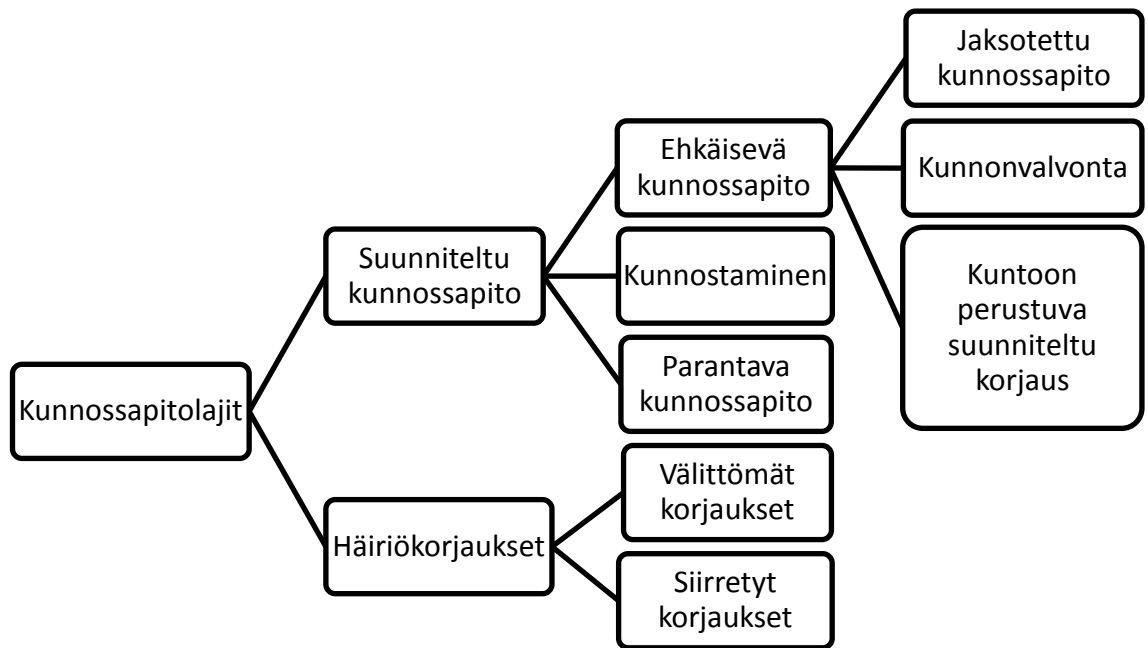 Kunnossapitolajit
Suunniteltu
kunnossapito
Ehkäisevä
kunnossapito
Jaksotettu
kunnossapito
Kunnonvalvonta
Kuntoon
perustuva
suunniteltu
korjaus
Kunnostaminen
Parantava
kunnossapito
Häiriökorjaukset
Välittömät
korjaukset
Siirretyt
korjaukset